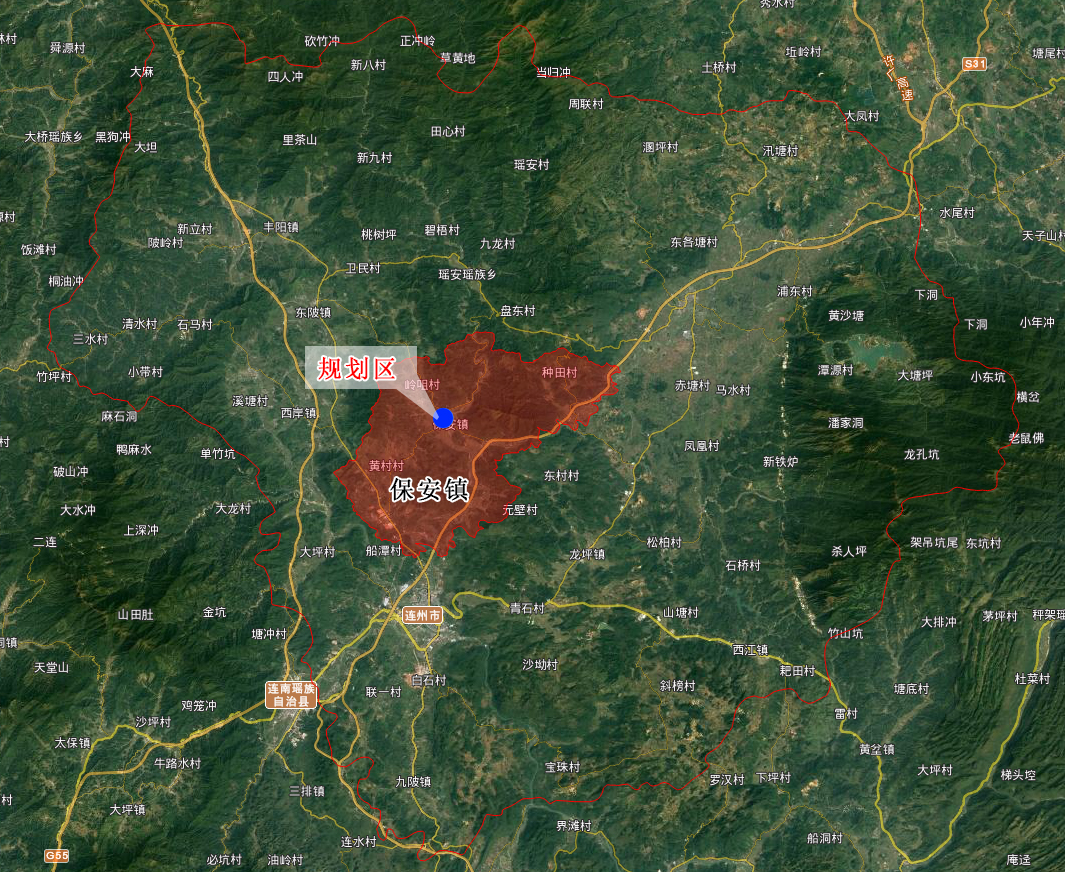 秀水村
砍竹冲
正冲岭
舜源村
草黄地
坵岭村
塘尾村
S31
新八村
土桥村
许广高速
大麻
四人冲
当归冲
周联村
大凤村
田心村
大桥瑶族乡
黑狗冲
里茶山
大坦
汛塘村
新九村
瑶安村
水尾村
新立村
丰阳镇
碧梧村
桃树坪
天子山村
陂岭村
九龙村
东各塘村
饭滩村
卫民村
瑶安瑶族乡
桐油冲
浦东村
下洞
盘东村
东陂镇
黄沙塘
清水村
石马村
下洞
小年冲
三水村
规划区
潭源村
种田村
小带村
竹坪村
大塘坪
小东坑
岭咀村
赤塘村
马水村
横岔
溪塘村
西岸镇
麻石洞
保安镇
潘家洞
老鼠佛
鸭麻水
单竹坑
凤凰村
龙孔坑
新铁炉
黄村村
破山冲
东村村
保安镇
大水冲
大龙村
元壁村
上深冲
二连
松柏村
架吊坑尾
东坑村
大坪村
船潭村
龙坪镇
杀人坪
石桥村
山田肚
金坑
连州市
青石村
山塘村
茅坪村
秤架瑶
大排冲
塘冲村
竹山坑
西江镇
天堂山
沙坳村
耙田村
白石村
杜菜村
连南瑶族
自治县
联一村
斜榜村
塘底村
鸡笼冲
沙坪村
雷村
太保镇
黄坌镇
牛路水村
宝珠村
大坪村
梯头埪
罗汉村
下坪村
九陂镇
三排镇
大坪镇
界滩村
连水村
船洞村
G55
必坑村
油岭村
庵迳